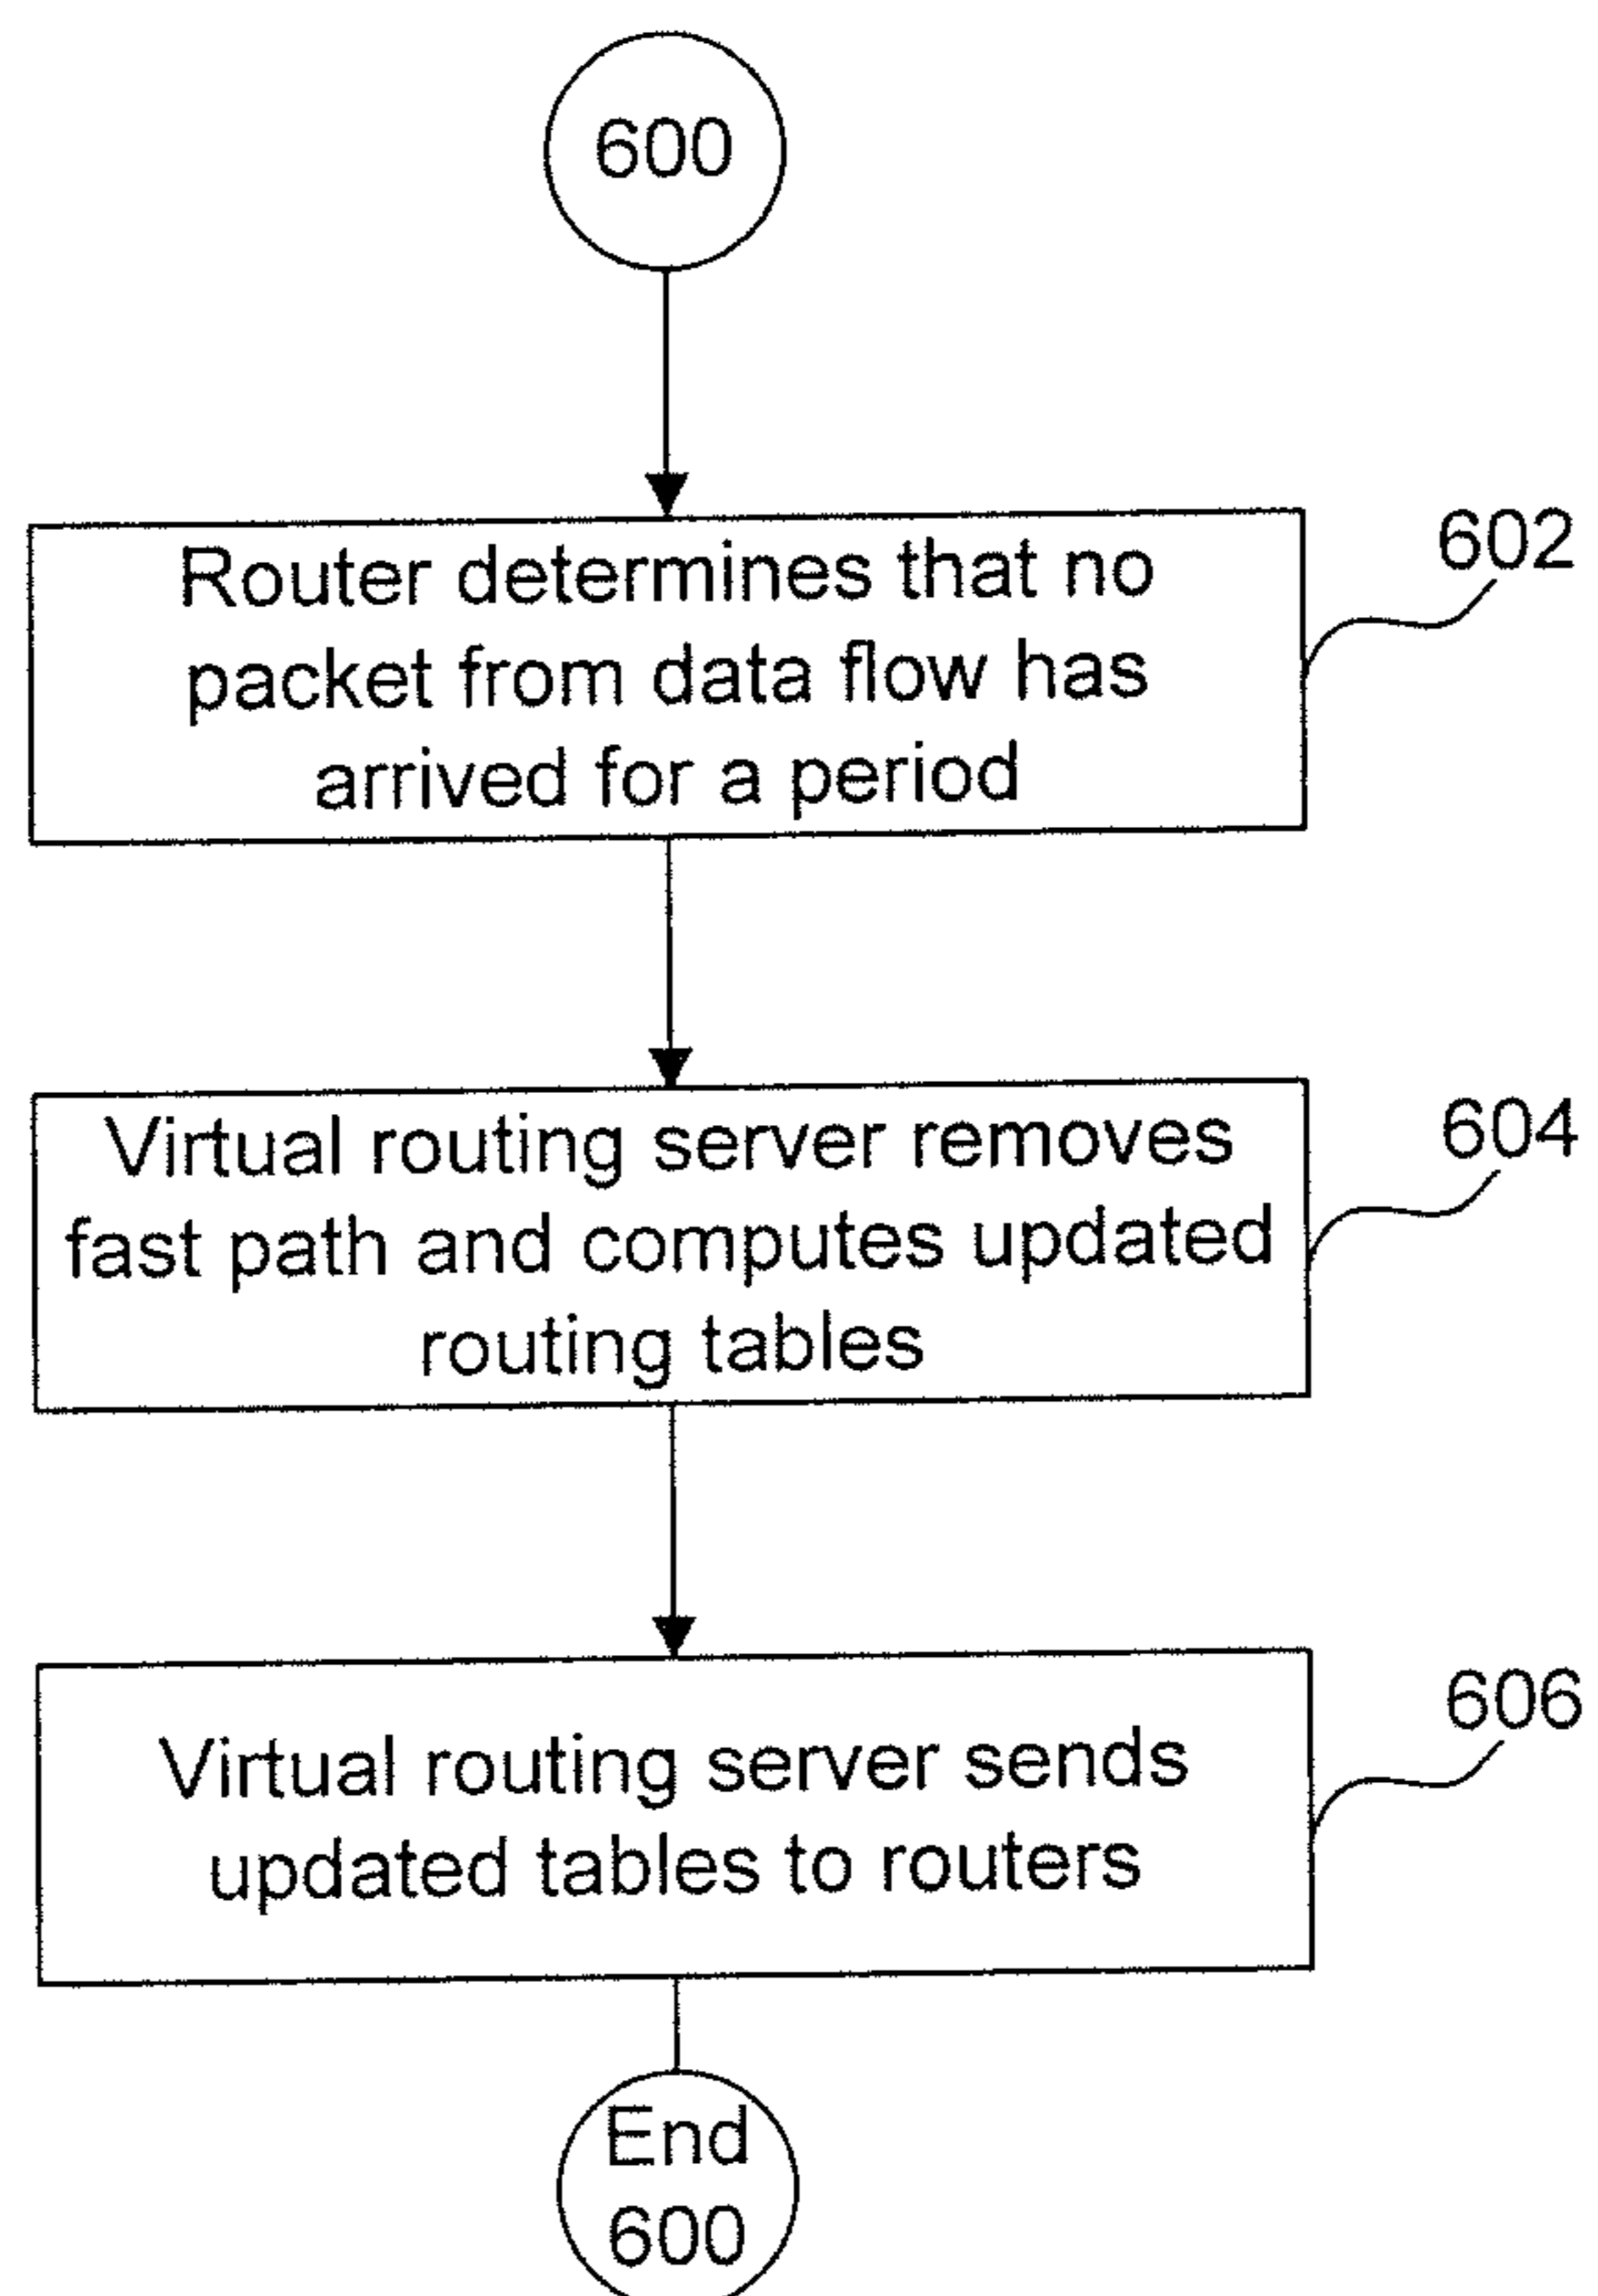 600
Router determines that no
packet from data flow has
arrived for a period
602
Virtual routing server removes
fast path and computes updated
routing tables
604
Virtual routing server sends
updated tables to routers
606
End
600